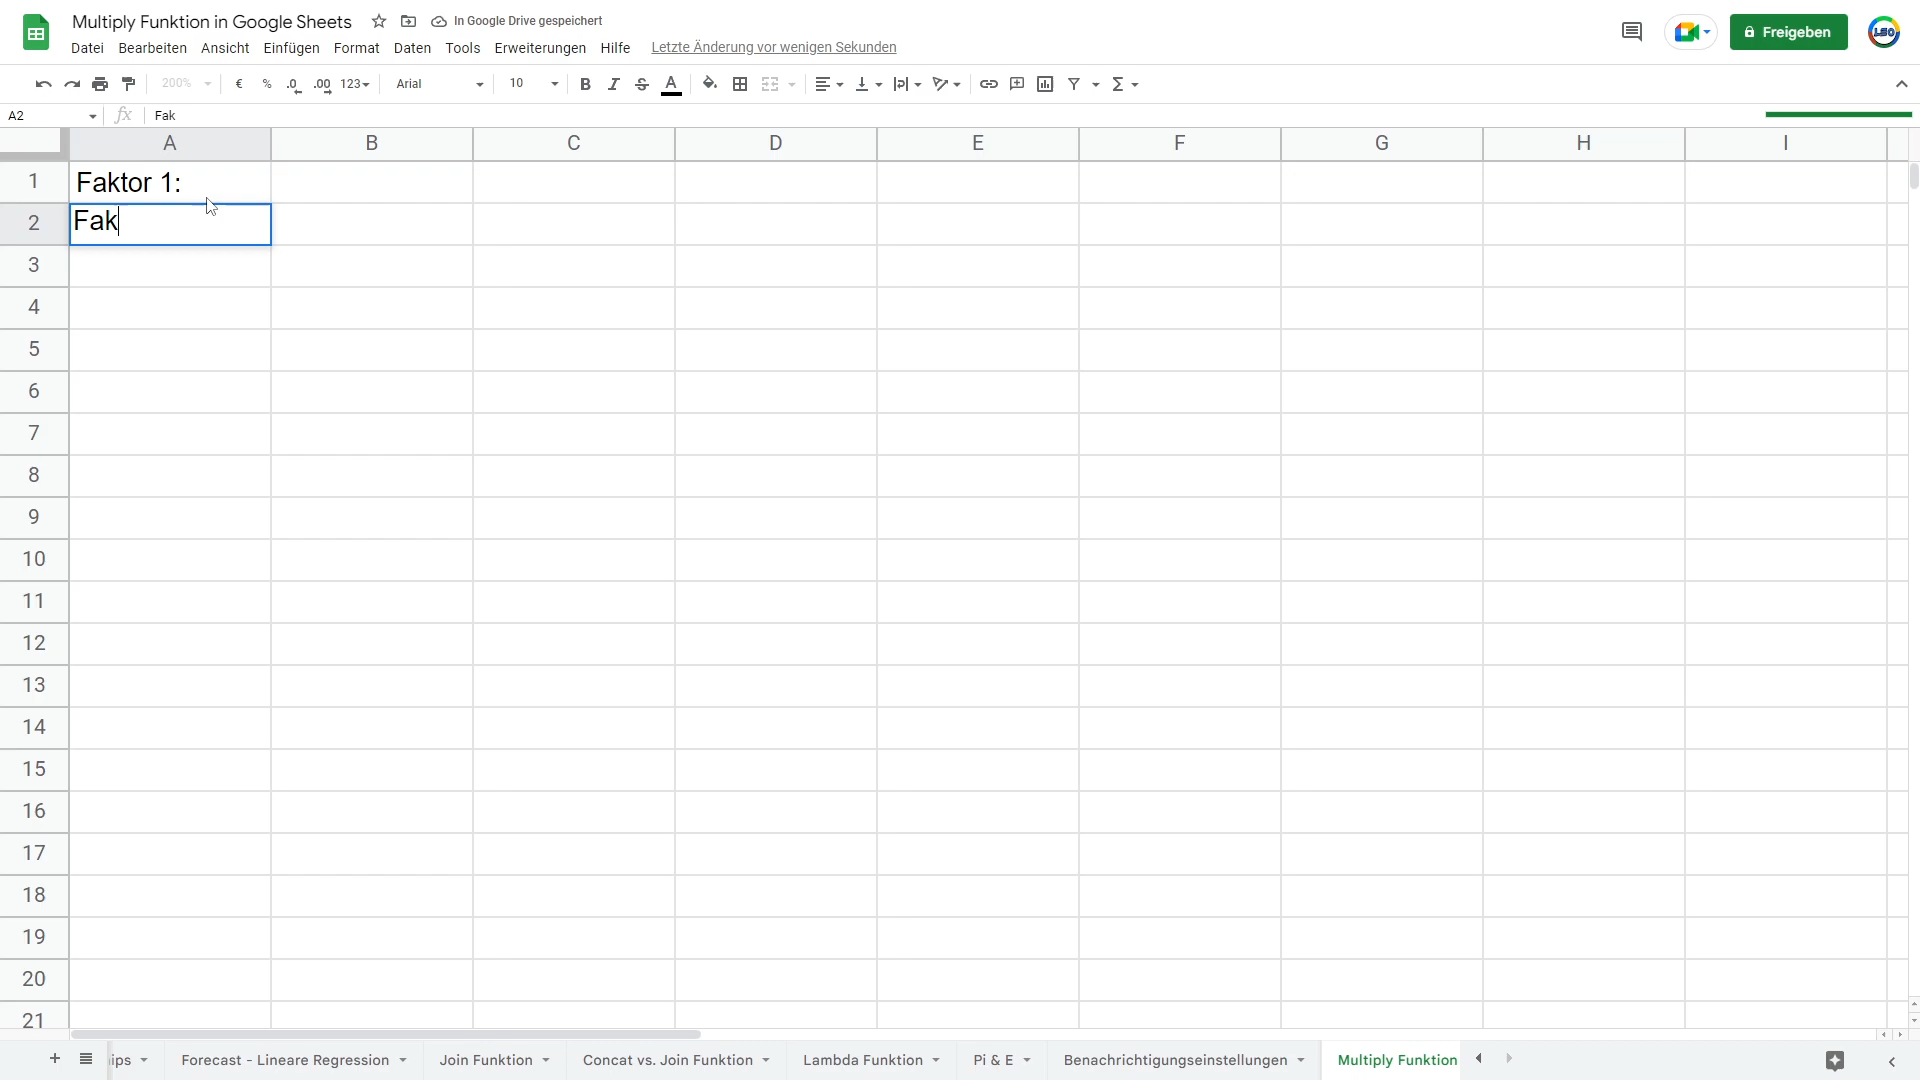 Multiply Funktion in Google Sheets In Google Drive gespeichert
Datei Bearbeiten Ansicht Einfügen Format Daten Tools Erweiterungen Hilfe Letzte Änderung vor wenigen Sekunden
Freigeben
LSO
200% € % .0 .00 123 Arial 10 B I S A Σ
A2 fx Fak
A B C D E F G H I
1 Faktor 1:
2 Fak
3
4
5
6
7
8
9
10
11
12
13
14
15
16
17
18
19
20
21
ips Forecast - Lineare Regression Join Funktion Concat vs. Join Funktion Lambda Funktion Pi & E Benachrichtigungseinstellungen Multiply Funktion